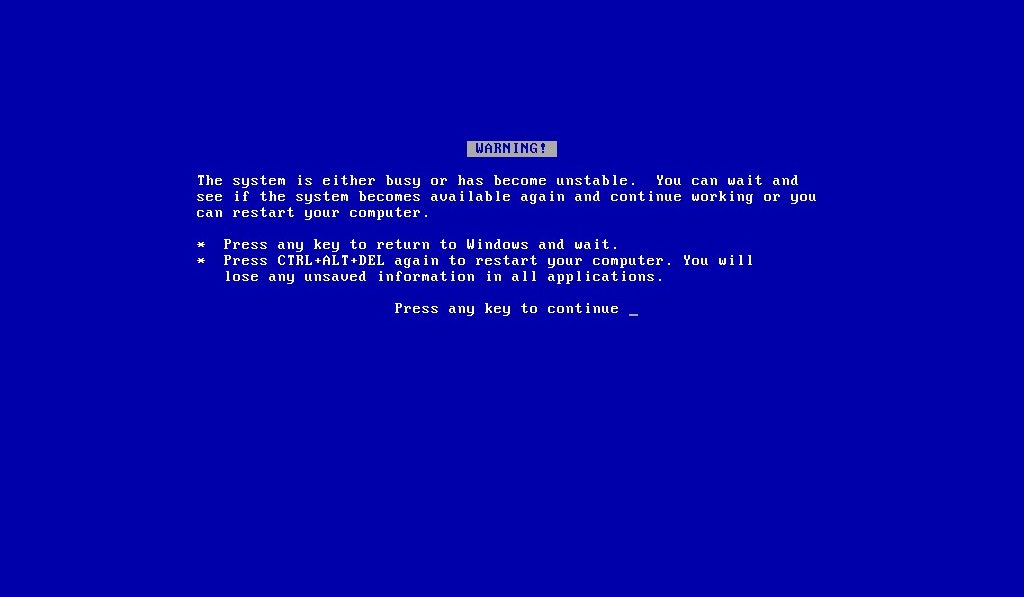 WARNING!
The system is either busy or has become unstable.  You can wait and
see if the system becomes available again and continue working or you
can restart your computer.
*  Press any key to return to Windows and wait.
*  Press CTRL+ALT+DEL again to restart your computer. You will
lose any unsaved information in all applications.
Press any key to continue _